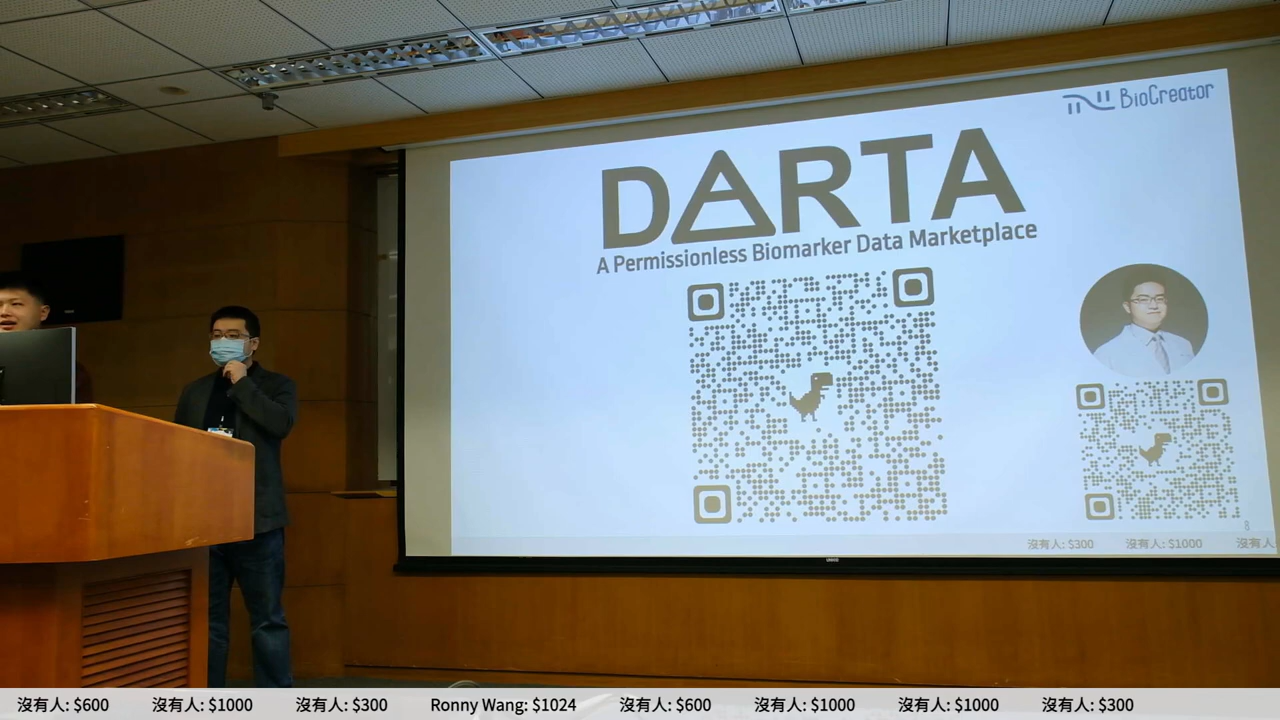 BioCreator
DARTA
A Permissionless Biomarker Data Marketplace
8
沒有人: $300 沒有人: $1000 沒有人
沒有人: $600 沒有人: $1000 沒有人: $300 Ronny Wang: $1024 沒有人: $600 沒有人: $1000 沒有人: $1000 沒有人: $300